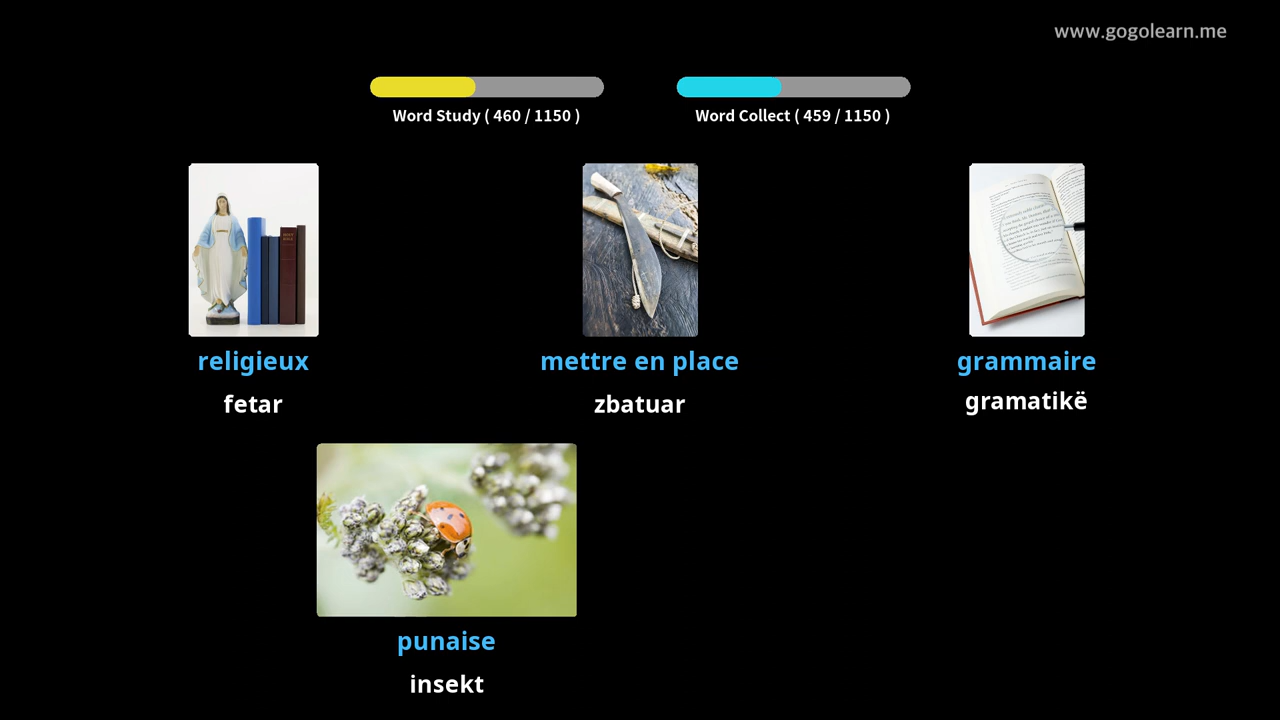 www.gogolearn.me
Word Study ( 460 / 1150 )
Word Collect ( 459 / 1150 )
religieux
fetar
mettre en place
zbatuar
grammaire
gramatikë
punaise
insekt